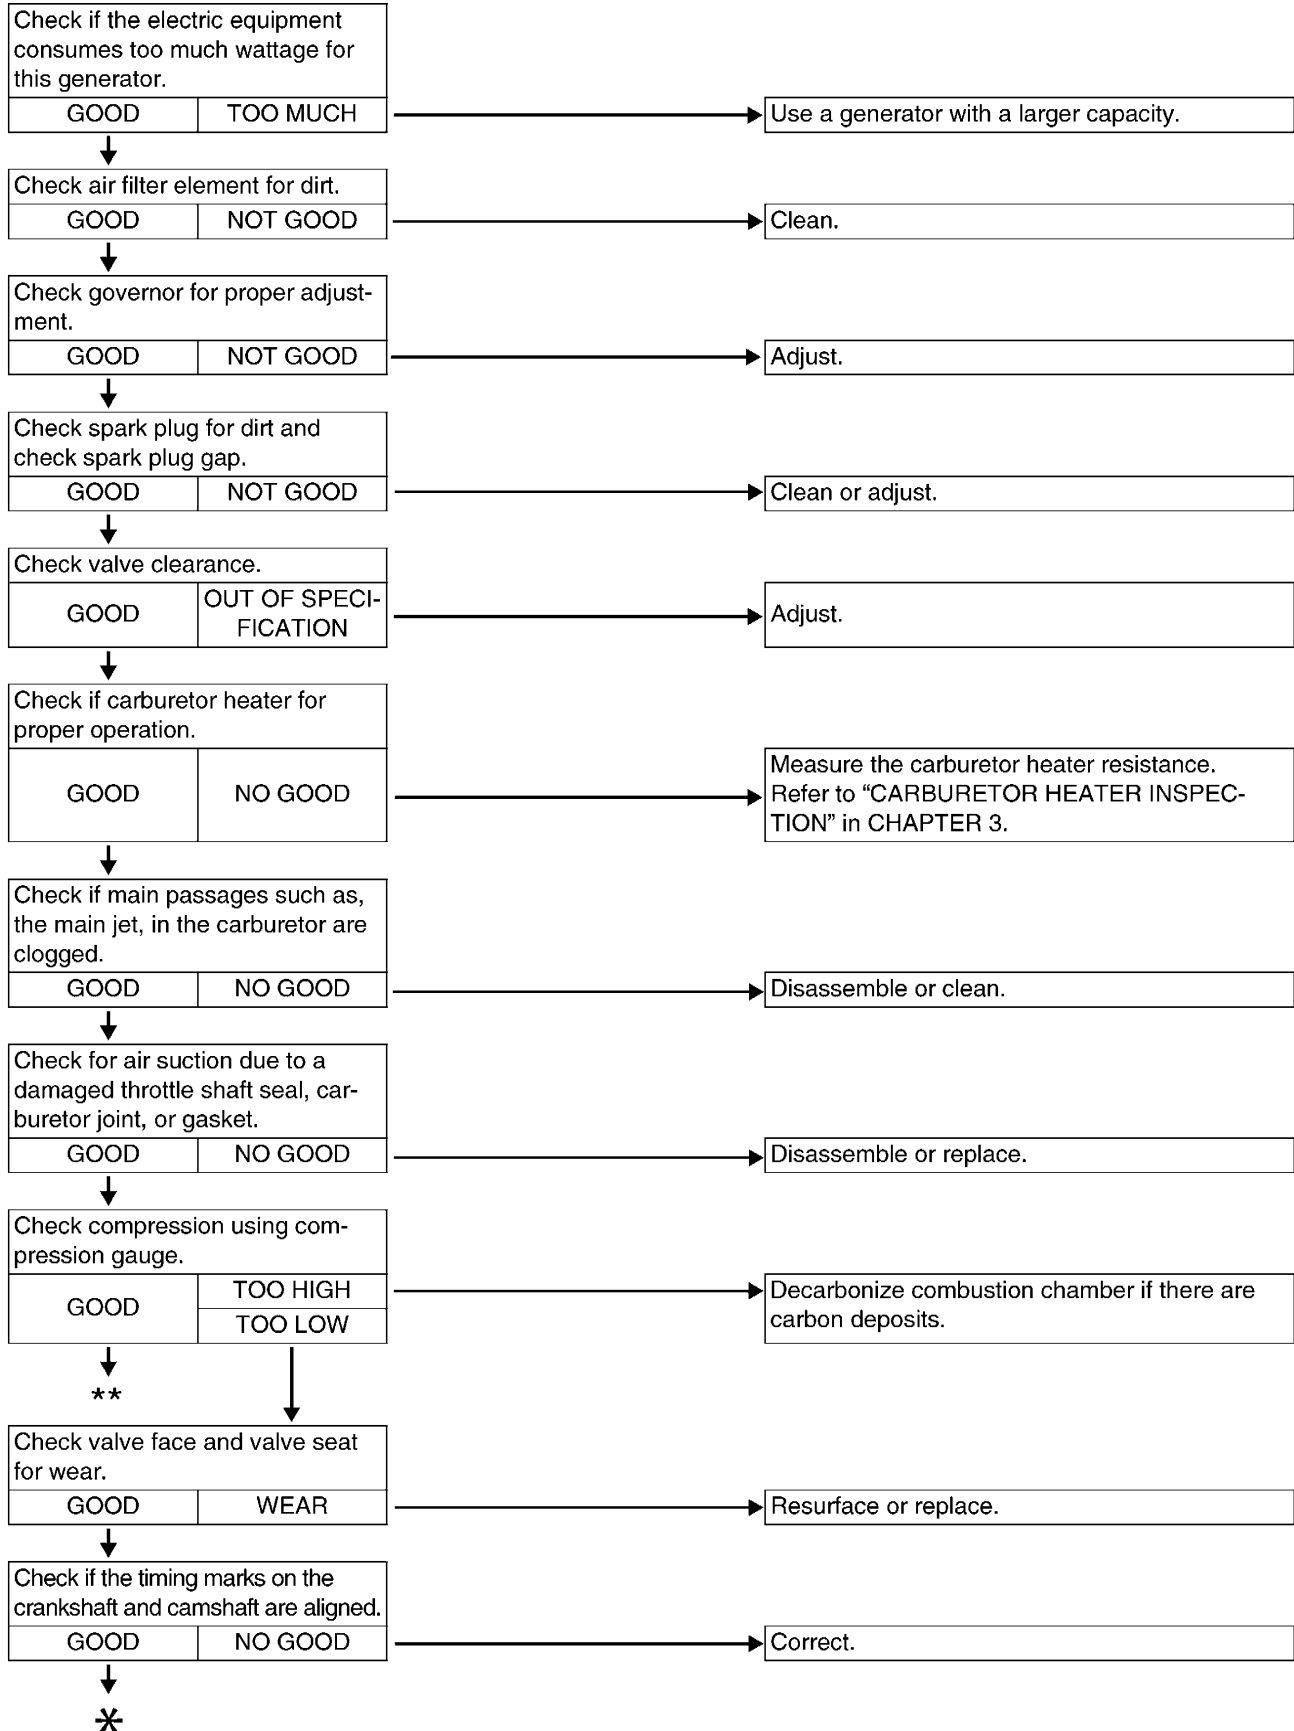 Check if the electric equipment
consumes too much wattage for
this generator.
GOOD TOO MUCH
Use a generator with a larger capacity.
Check air filter element for dirt.
GOOD NOT GOOD
Clean.
Check governor for proper adjust-
ment.
GOOD NOT GOOD
Adjust.
Check spark plug for dirt and
check spark plug gap.
GOOD NOT GOOD
Clean or adjust.
Check valve clearance.
GOOD
OUT OF SPECI-
FICATION
Adjust.
Check if carburetor heater for
proper operation.
GOOD NO GOOD
Measure the carburetor heater resistance.
Refer to “CARBURETOR HEATER INSPEC-
TION” in CHAPTER 3.
Check if main passages such as,
the main jet, in the carburetor are
clogged.
GOOD NO GOOD
Disassemble or clean.
Check for air suction due to a
damaged throttle shaft seal, car-
buretor joint, or gasket.
GOOD NO GOOD
Disassemble or replace.
Check compression using com-
pression gauge.
GOOD
TOO HIGH
TOO LOW
Decarbonize combustion chamber if there are
carbon deposits.
**
Check valve face and valve seat
for wear.
GOOD WEAR
Resurface or replace.
Check if the timing marks on the
crankshaft and camshaft are aligned.
GOOD NO GOOD
Correct.
*